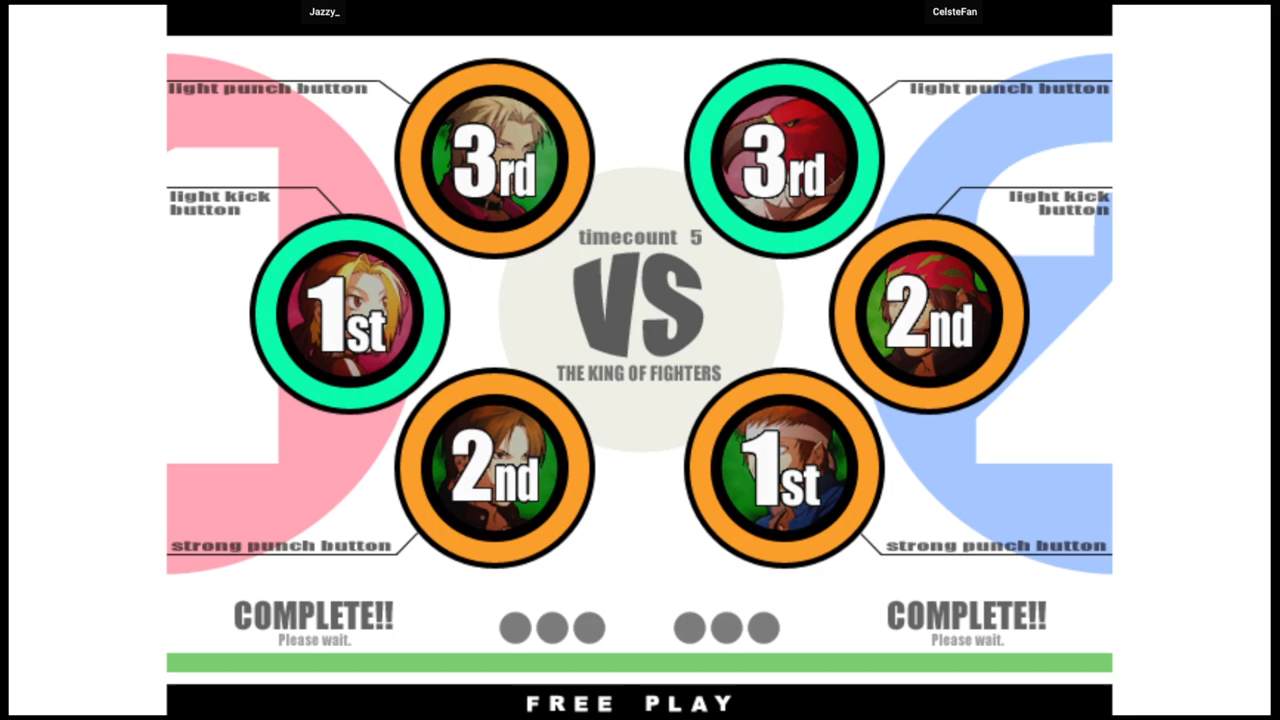 Jazzy_
CelsteFan
light punch button
3rd
3rd
light punch button
light kick
button
light kick
button
timecount 5
VS
THE KING OF FIGHTERS
1st
2nd
2nd
1st
strong punch button
strong punch button
COMPLETE!!
Please wait.
COMPLETE!!
Please wait.
FREE PLAY